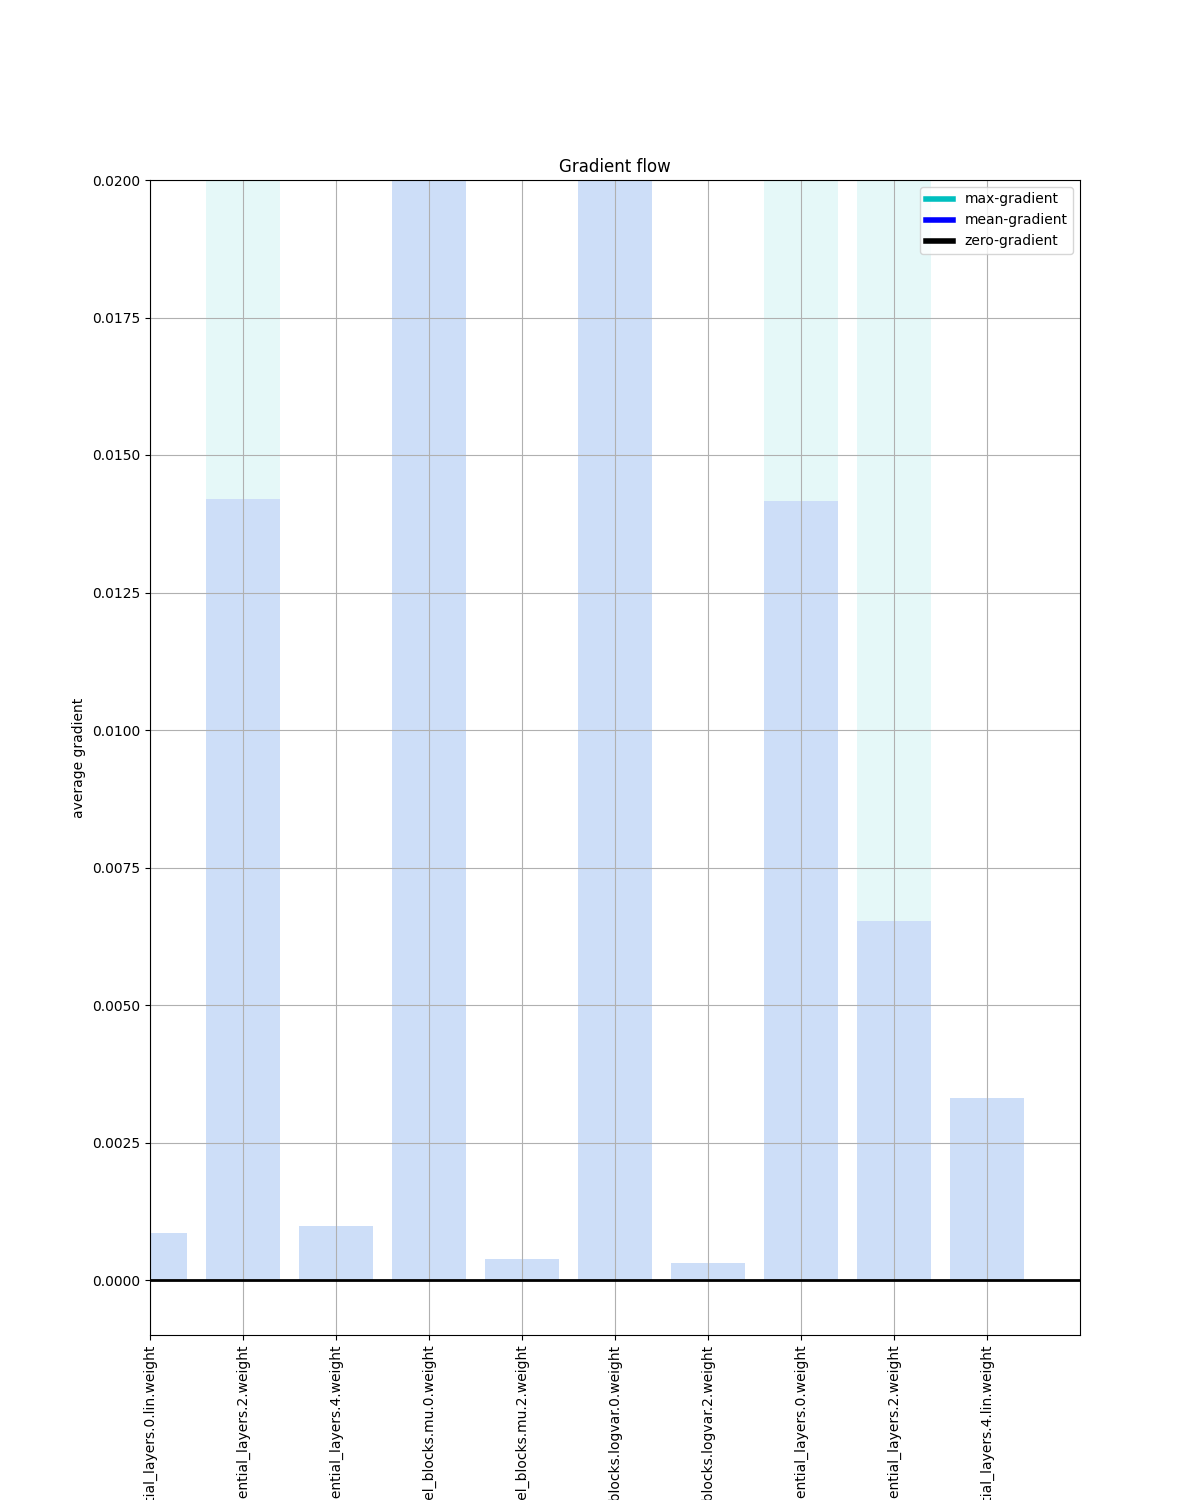 Gradient flow
max-gradient
mean-gradient
zero-gradient
0.0200
0.0175
0.0150
0.0125
0.0100
0.0075
0.0050
0.0025
0.0000
average gradient
tial_layers.0.lin.weight
ential_layers.2.weight
ential_layers.4.weight
el_blocks.mu.0.weight
el_blocks.mu.2.weight
blocks.logvar.0.weight
blocks.logvar.2.weight
ential_layers.0.weight
ential_layers.2.weight
tial_layers.4.lin.weight